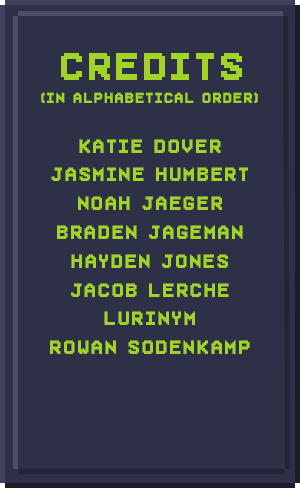 CREDITS
(IN ALPHABETICAL ORDER)
KATIE DOVER
JASMINE HUMBERT
NOAH JAEGER
BRADEN JAGEMAN
HAYDEN JONES
JACOB LERCHE
LURINYM
ROWAN SODENKAMP